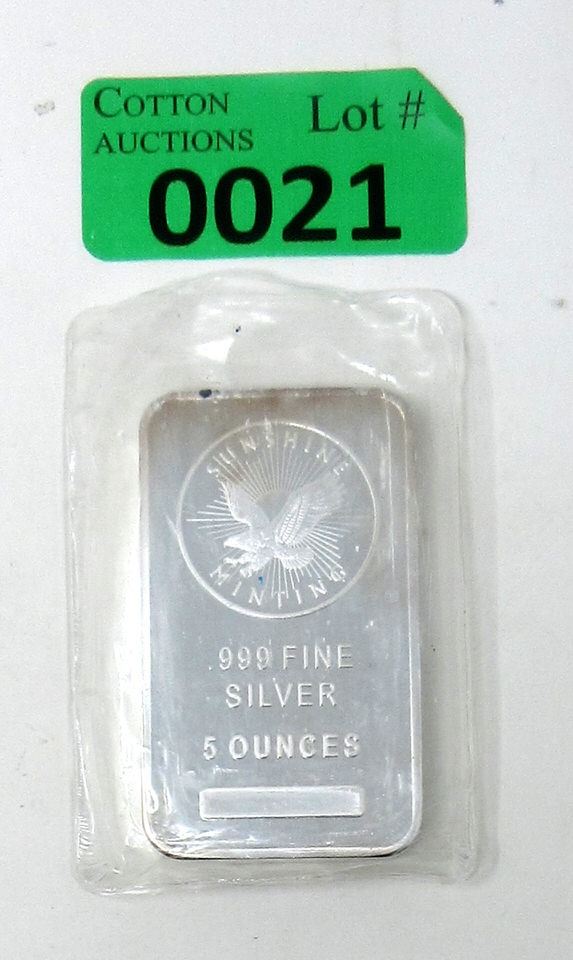 COTTON
AUCTIONS
Lot #
0021
SUNSHINE
MINTING
.999 FINE
SILVER
5 OUNCES